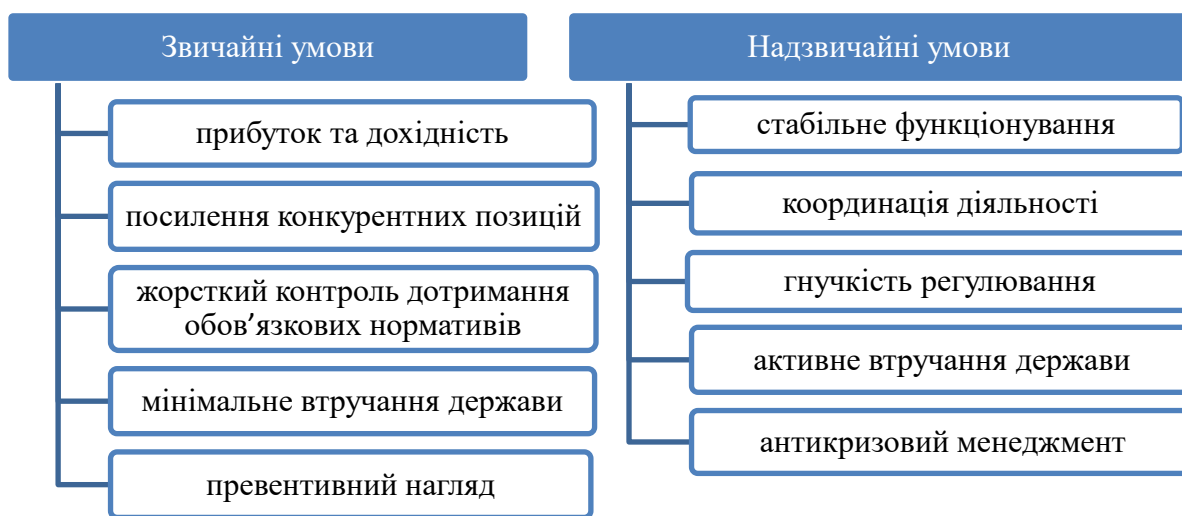 Звичайні умови
прибуток та дохідність
посилення конкурентних позицій
жорсткий контроль дотримання
обов’язкових нормативів
мінімальне втручання держави
превентивний нагляд
Надзвичайні умови
стабільне функціонування
координація діяльності
гнучкість регулювання
активне втручання держави
антикризовий менеджмент